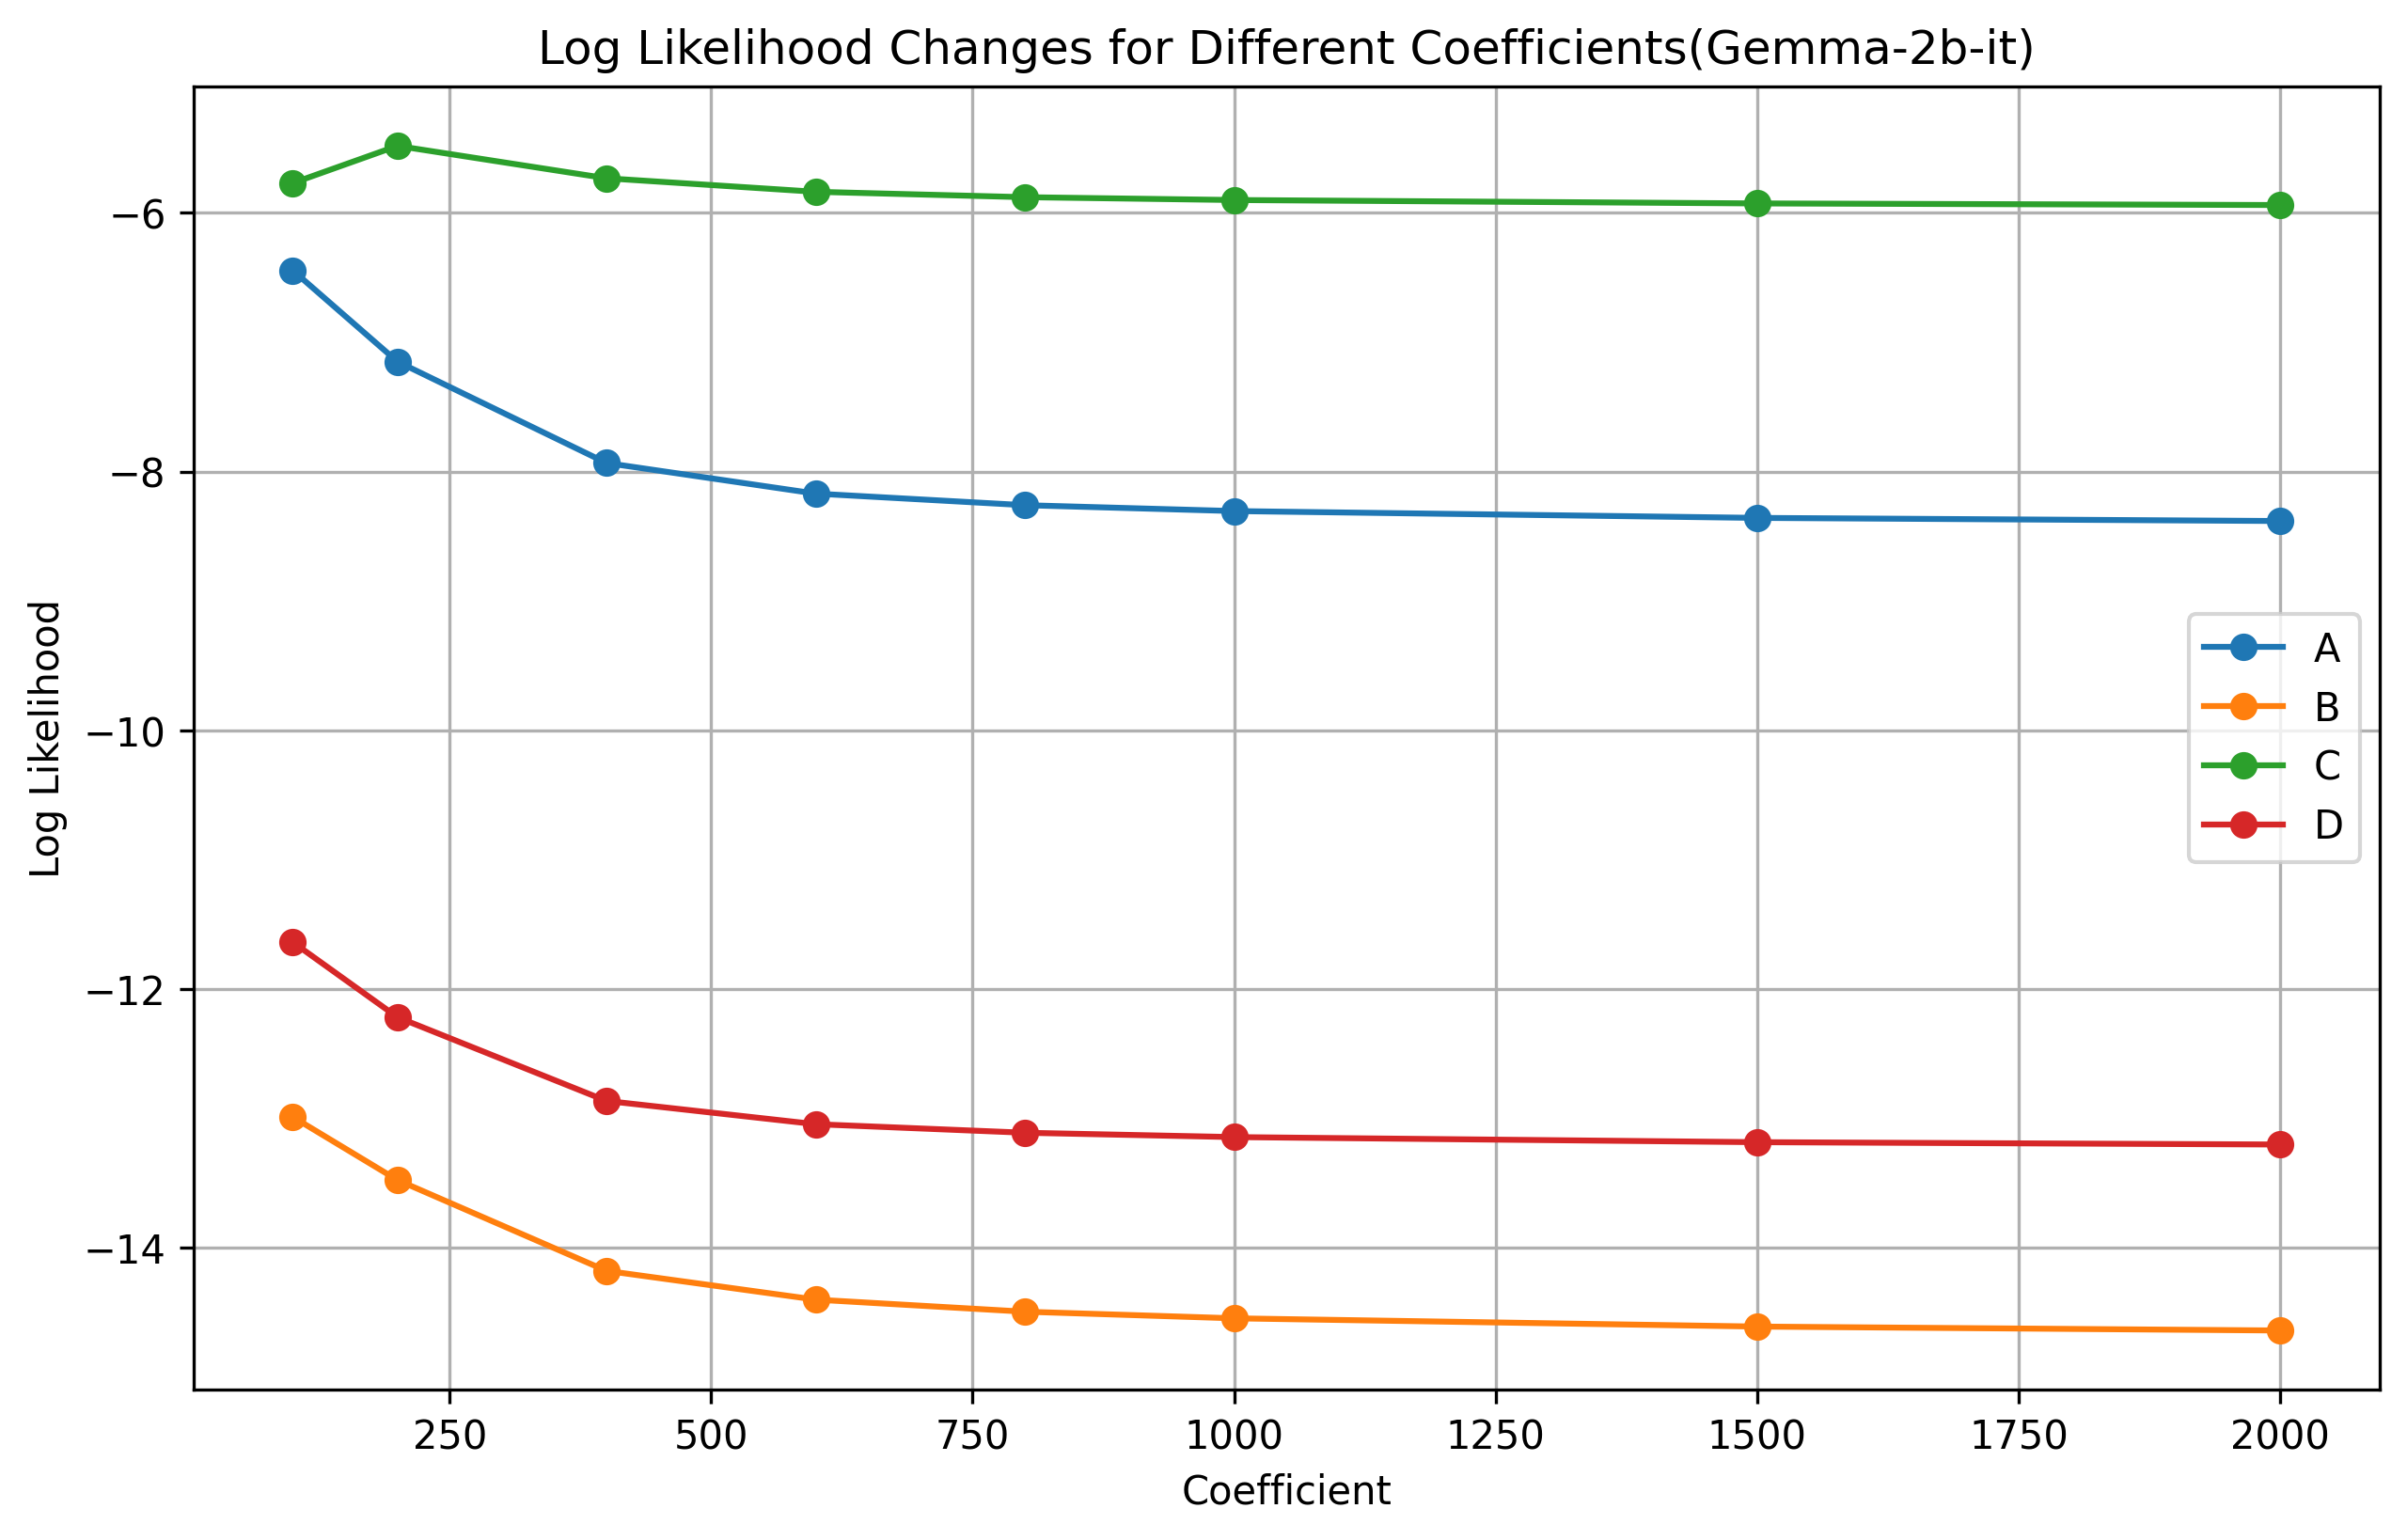 Log Likelihood Changes for Different Coefficients(Gemma-2b-it)
−6
−8
−10
−12
−14
Log Likelihood
A
B
C
D
250 500 750 1000 1250 1500 1750 2000
Coefficient